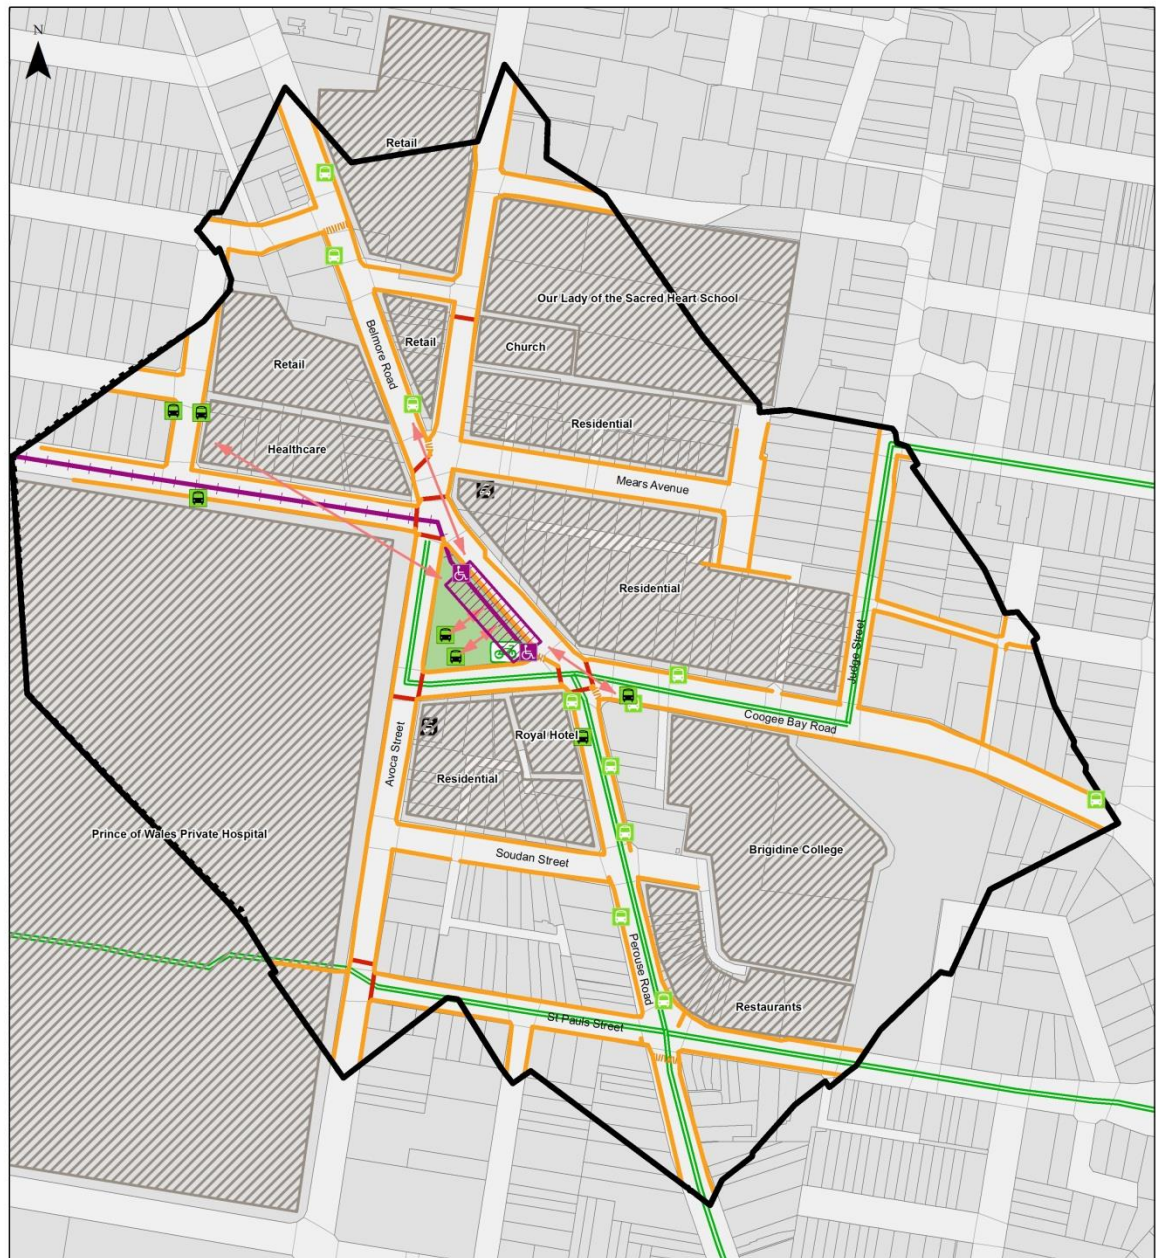 N
Retail
Our Lady of the Sacred Heart School
Belmore Road
Retail
Church
Retail
Residential
Healthcare
Mears Avenue
Residential
Judge Street
Coogee Bay Road
Avoca Street
Royal Hotel
Residential
Prince of Wales Private Hospital
Brigidine College
Soudan Street
Perouse Road
Restaurants
St Pauls Street